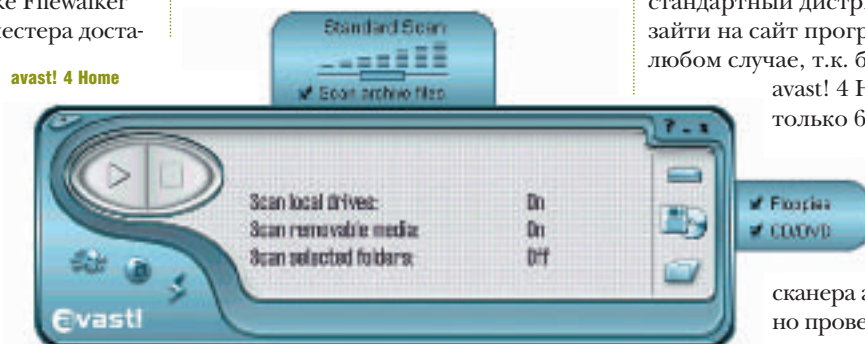 ке Filewalker
естера доста-
avast! 4 Home
Standard Scan
✔ Scan archive files
? - x
Scan local drives: On
Scan removable media: On
Scan selected folders: Off
✔ Floppies
✔ CD/DVD
avast!
стандартный дистри
зайти на сайт прогр
любом случае, т.к. б
avast! 4 H
только 6
сканера а
но прове